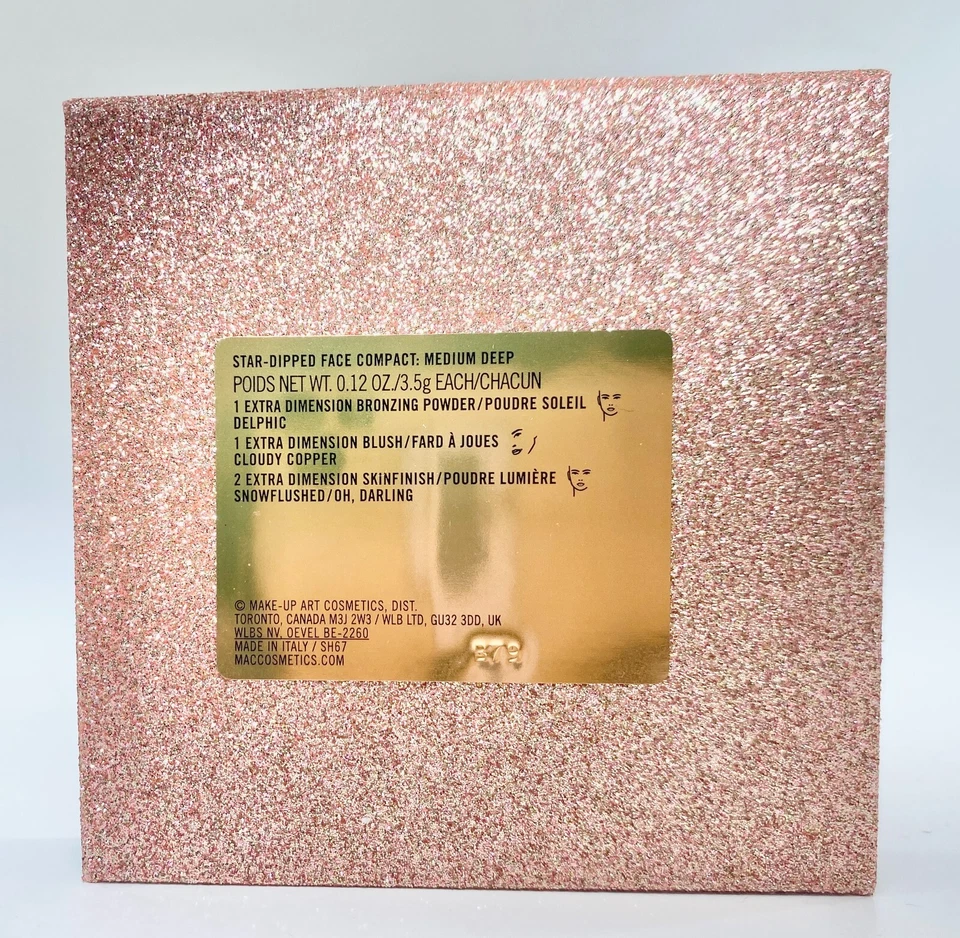 STAR-DIPPED FACE COMPACT: MEDIUM DEEP
POIDS NET WT. 0.12 OZ./3.5g EACH/CHACUN
1 EXTRA DIMENSION BRONZING POWDER/POUDRE SOLEIL
DELPHIC
1 EXTRA DIMENSION BLUSH/FARD À JOUES
CLOUDY COPPER
2 EXTRA DIMENSION SKiNFINISH/POUDRE LUMIÈRE
SNOWFLUSHED/OH, DARLING
© MAKE-UP ART COSMETICS, DIST.
TORONTO, CANADA M3J 2W3 / WLB LTD, GU32 3DD, UK
WLBS NV, OEVEL BE-2260
MADE IN ITALY / SH67
MACCOSMETICS.COM